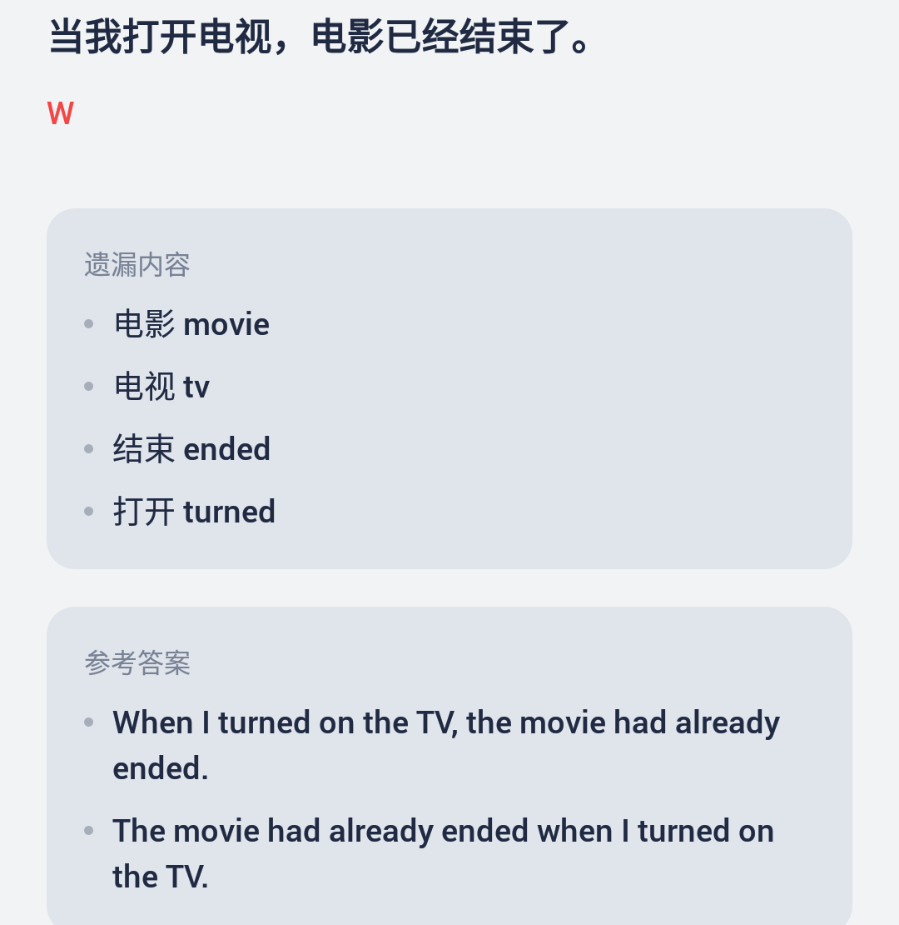 当我打开电视，电影已经结束了。
W
遗漏内容
• 电影 movie
• 电视 tv
• 结束 ended
• 打开 turned
参考答案
• When I turned on the TV, the movie had already
ended.
• The movie had already ended when I turned on
the TV.